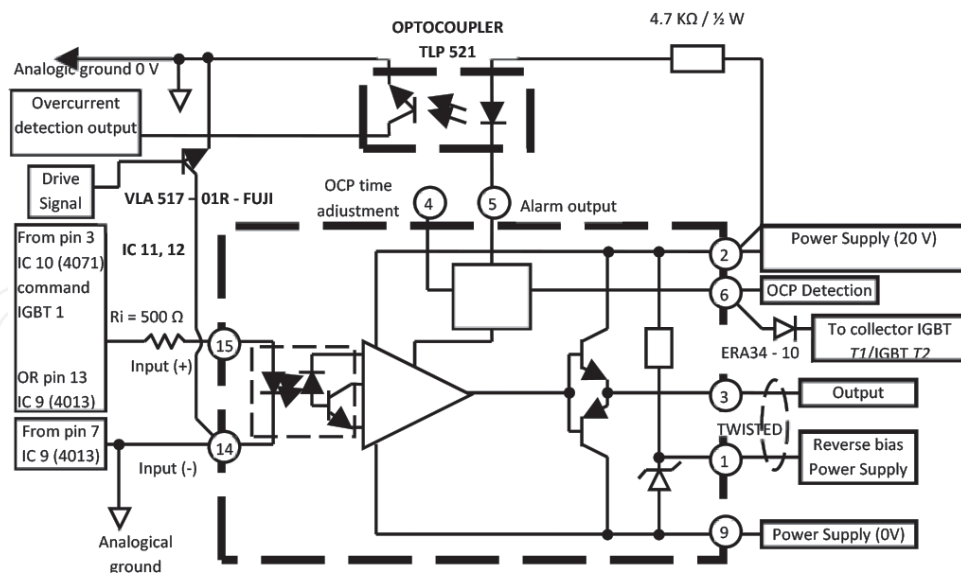 OPTOCOUPLER
TLP 521
4.7 KΩ / ½ W
Analogic ground 0 V
Overcurrent
detection output
Drive
Signal
VLA 517 – 01R - FUJI
OCP time
adiustment
4
5
Alarm output
From pin 3
IC 10 (4071)
command
IGBT 1
OR pin 13
IC 9 (4013)
IC 11, 12
2
Power Supply (20 V)
6
OCP Detection
Ri = 500 Ω
15
Input (+)
ERA34 - 10
To collector IGBT
T1/IGBT T2
3
Output
TWISTED
From pin 7
IC 9 (4013)
14
Input (-)
1
Reverse bias
Power Supply
9
Power Supply (0V)
Analogical
ground